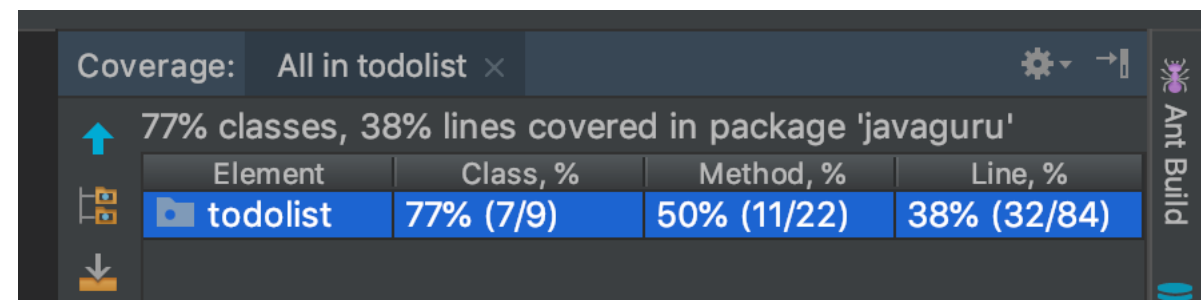 Coverage: All in todolist ×
77% classes, 38% lines covered in package 'javaguru'
Element Class, % Method, % Line, %
todolist 77% (7/9) 50% (11/22) 38% (32/84)
Ant Build